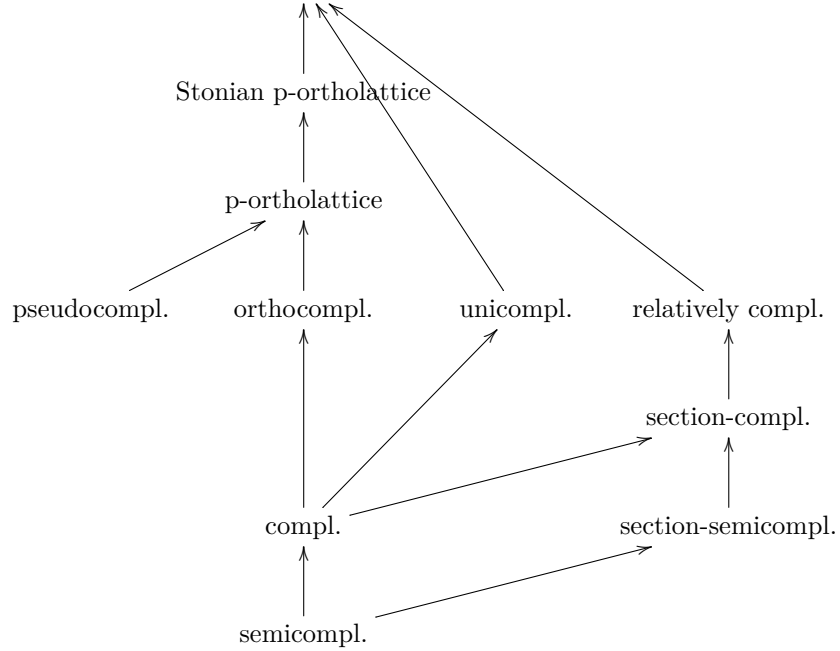 Stonian p-ortholattice
p-ortholattice
pseudocompl. orthocompl. unicompl. relatively compl.
section-compl.
compl. section-semicompl.
semicompl.